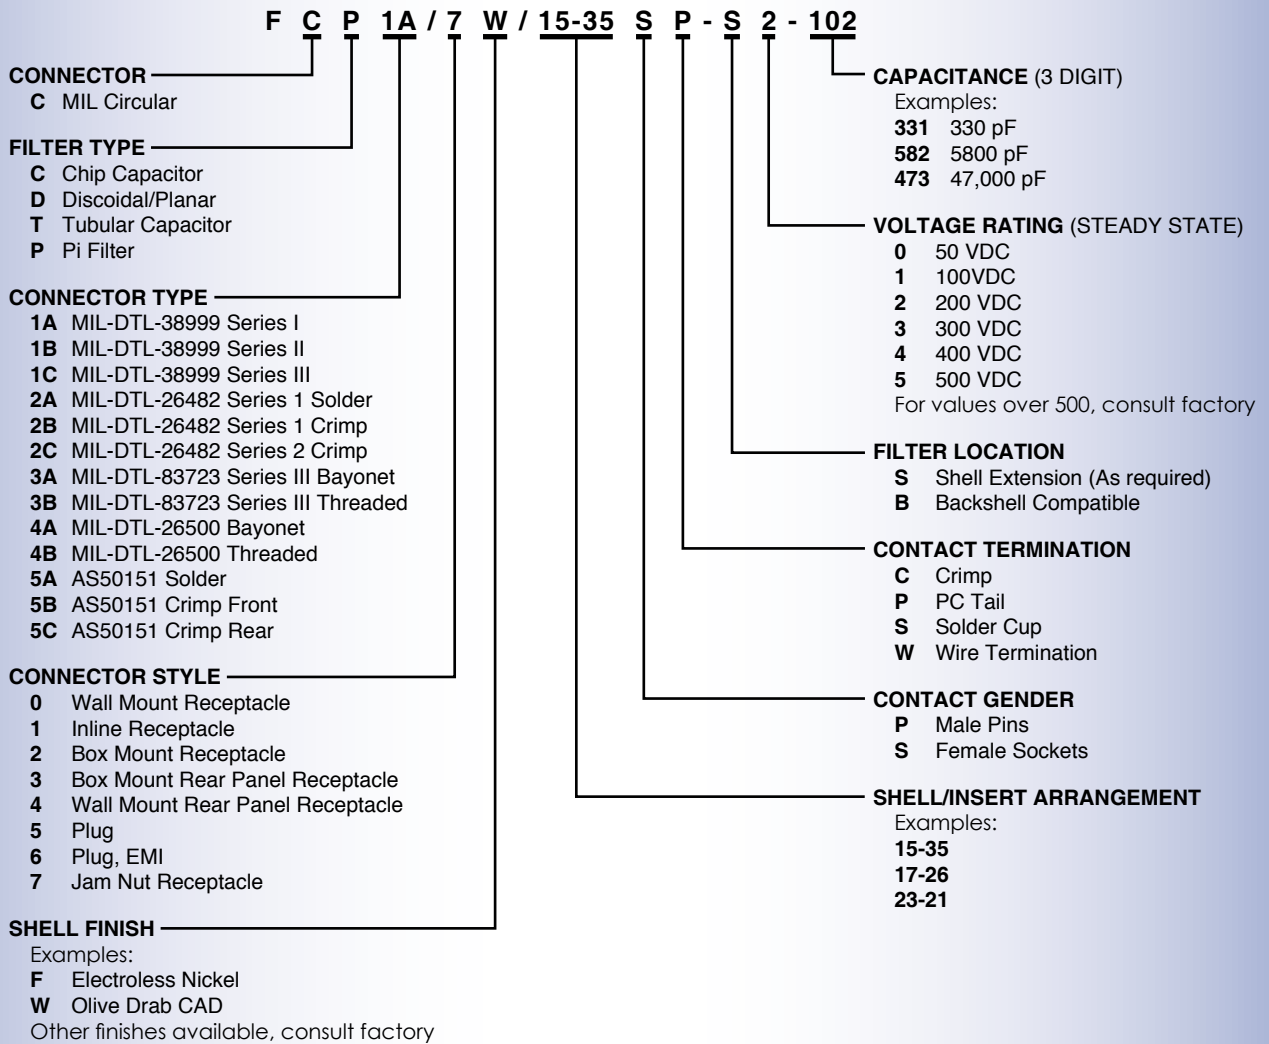 F C P 1A / 7 W / 15-35 S P - S 2 - 102
CONNECTOR
C MIL Circular
FILTER TYPE
C Chip Capacitor
D Discoidal/Planar
T Tubular Capacitor
P Pi Filter
CONNECTOR TYPE
1A MIL-DTL-38999 Series I
1B MIL-DTL-38999 Series II
1C MIL-DTL-38999 Series III
2A MIL-DTL-26482 Series 1 Solder
2B MIL-DTL-26482 Series 1 Crimp
2C MIL-DTL-26482 Series 2 Crimp
3A MIL-DTL-83723 Series III Bayonet
3B MIL-DTL-83723 Series III Threaded
4A MIL-DTL-26500 Bayonet
4B MIL-DTL-26500 Threaded
5A AS50151 Solder
5B AS50151 Crimp Front
5C AS50151 Crimp Rear
CONNECTOR STYLE
0 Wall Mount Receptacle
1 Inline Receptacle
2 Box Mount Receptacle
3 Box Mount Rear Panel Receptacle
4 Wall Mount Rear Panel Receptacle
5 Plug
6 Plug, EMI
7 Jam Nut Receptacle
SHELL FINISH
Examples:
F Electroless Nickel
W Olive Drab CAD
Other finishes available, consult factory
CAPACITANCE (3 DIGIT)
Examples:
331 330 pF
582 5800 pF
473 47,000 pF
VOLTAGE RATING (STEADY STATE)
0 50 VDC
1 100VDC
2 200 VDC
3 300 VDC
4 400 VDC
5 500 VDC
For values over 500, consult factory
FILTER LOCATION
S Shell Extension (As required)
B Backshell Compatible
CONTACT TERMINATION
C Crimp
P PC Tail
S Solder Cup
W Wire Termination
CONTACT GENDER
P Male Pins
S Female Sockets
SHELL/INSERT ARRANGEMENT
Examples:
15-35
17-26
23-21